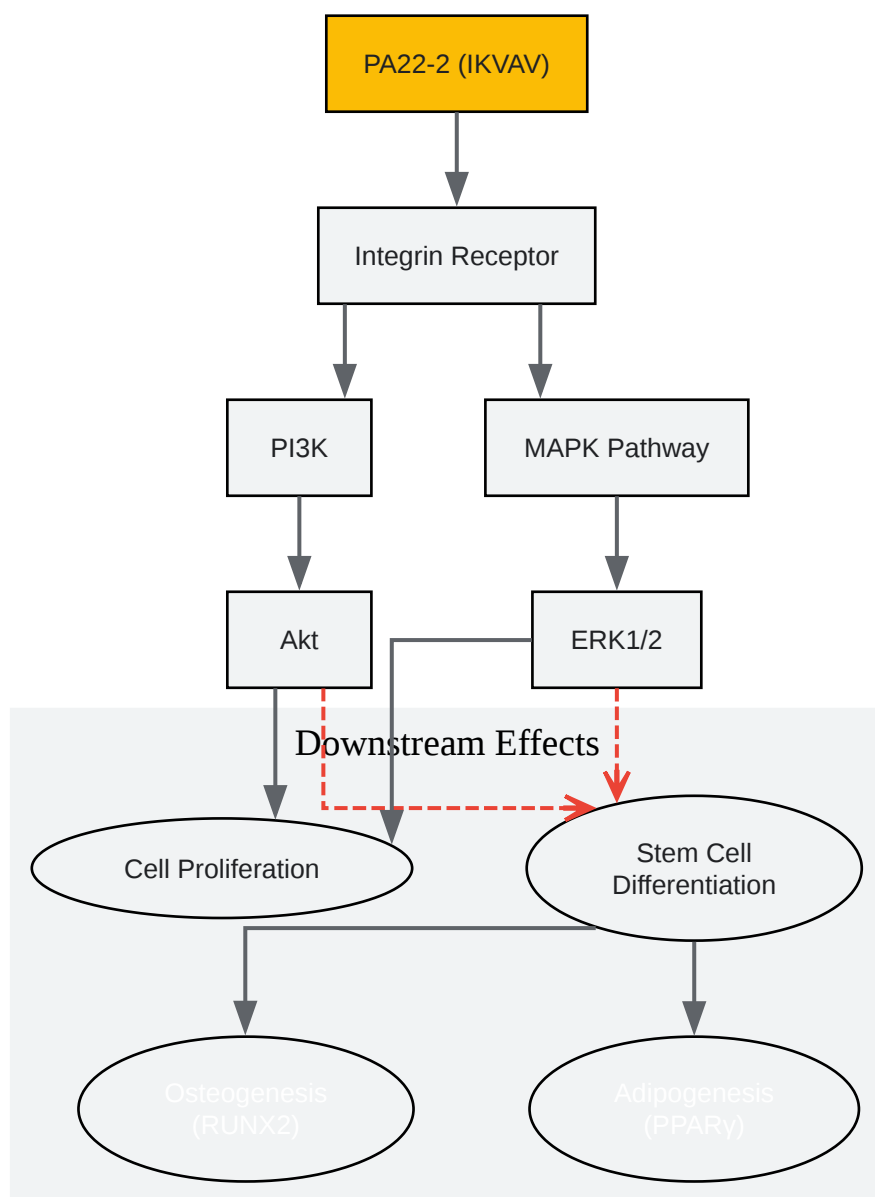 PA22-2 (IKVAV)
Integrin Receptor
PI3K
MAPK Pathway
Akt
ERK1/2
Downstream Effects
Cell Proliferation
Stem Cell
Differentiation
Osteogenesis
(RUNX2)
Adipogenesis
(PPARγ)